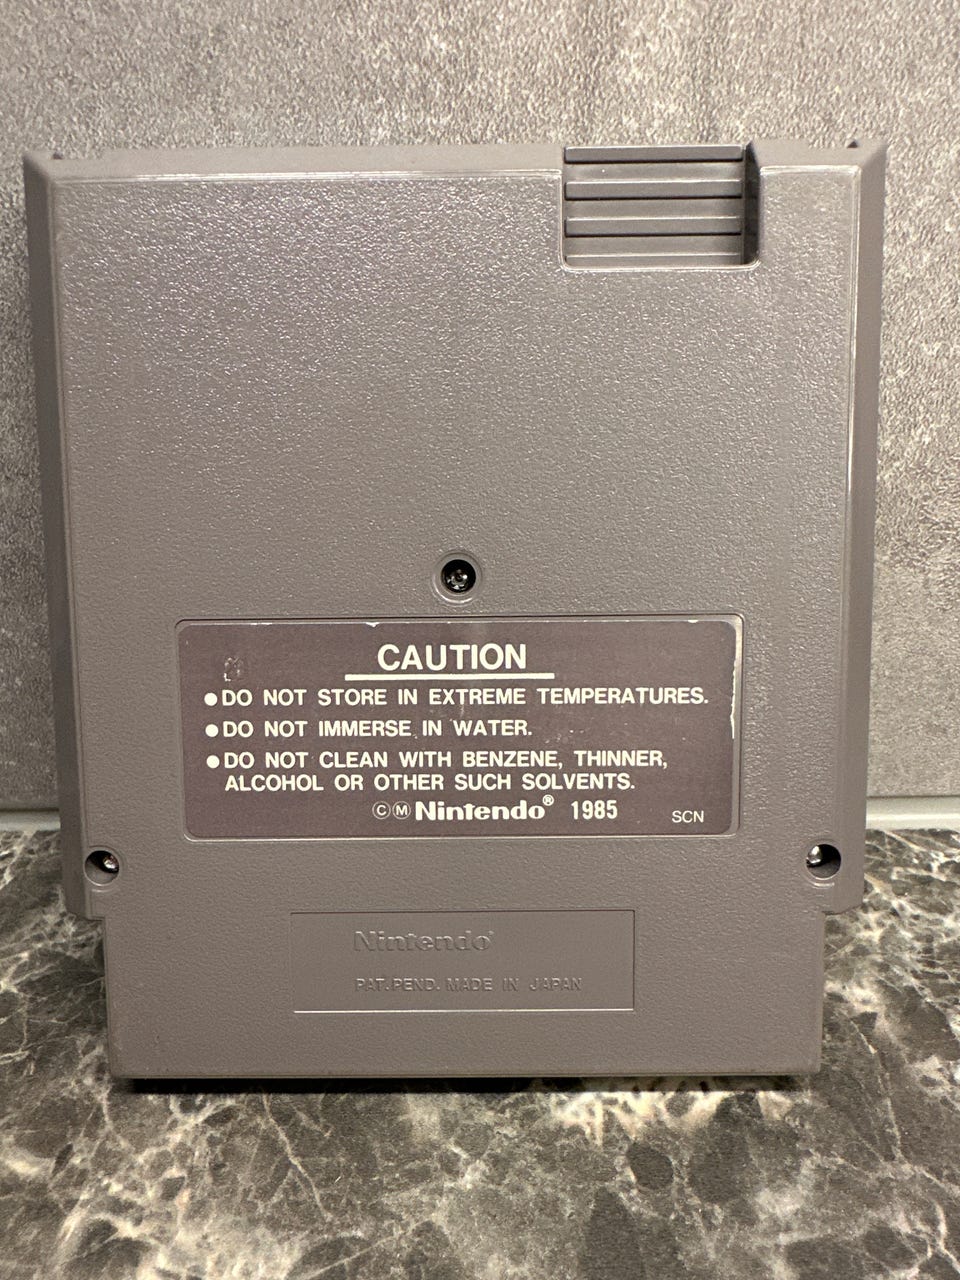 CAUTION
●DO NOT STORE IN EXTREME TEMPERATURES.
●DO NOT IMMERSE IN WATER.
●DO NOT CLEAN WITH BENZENE, THINNER,
ALCOHOL OR OTHER SUCH SOLVENTS.
ⒸⓂNintendo® 1985 SCN
Nintendo®
PAT.PEND. MADE IN JAPAN